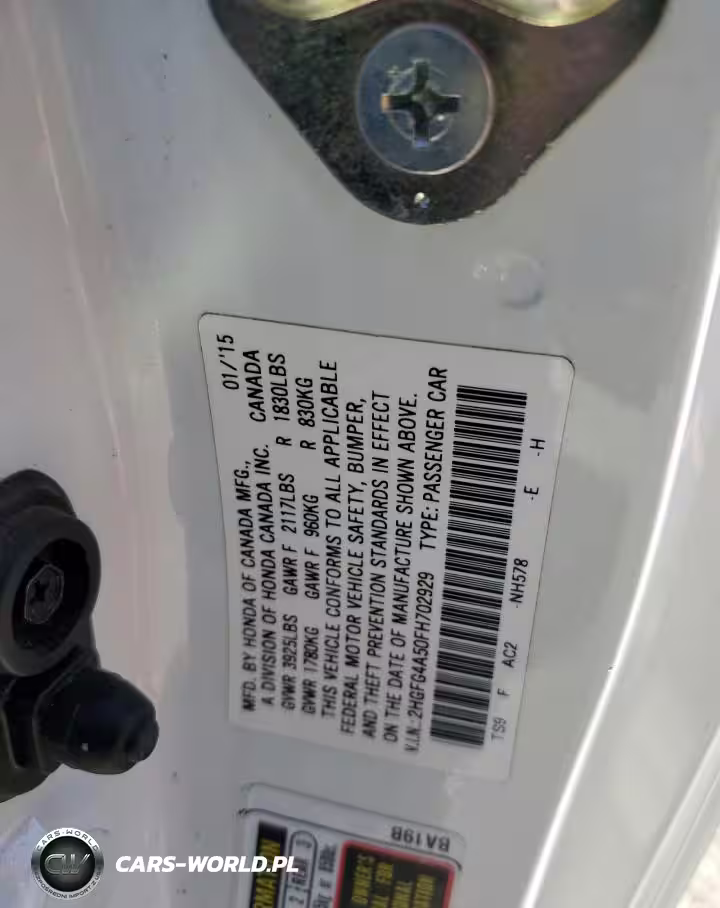 MFD. BY HONDA OF CANADA MFG., 01/'15
A DIVISION OF HONDA CANADA INC. CANADA
GVWR 3925LBS GAWR F 2117LBS R 1830LBS
GVWR 1780KG GAWR F 960KG R 830KG
THIS VEHICLE CONFORMS TO ALL APPLICABLE
FEDERAL MOTOR VEHICLE SAFETY, BUMPER,
AND THEFT PREVENTION STANDARDS IN EFFECT
ON THE DATE OF MANUFACTURE SHOWN ABOVE.
V.I.N.: 2HGFG4A50FH702929 TYPE: PASSENGER CAR
TS9 F AC2 -NH578 -E -H
BA19B
CARS-WORLD
CW
CARS-WORLD.PL